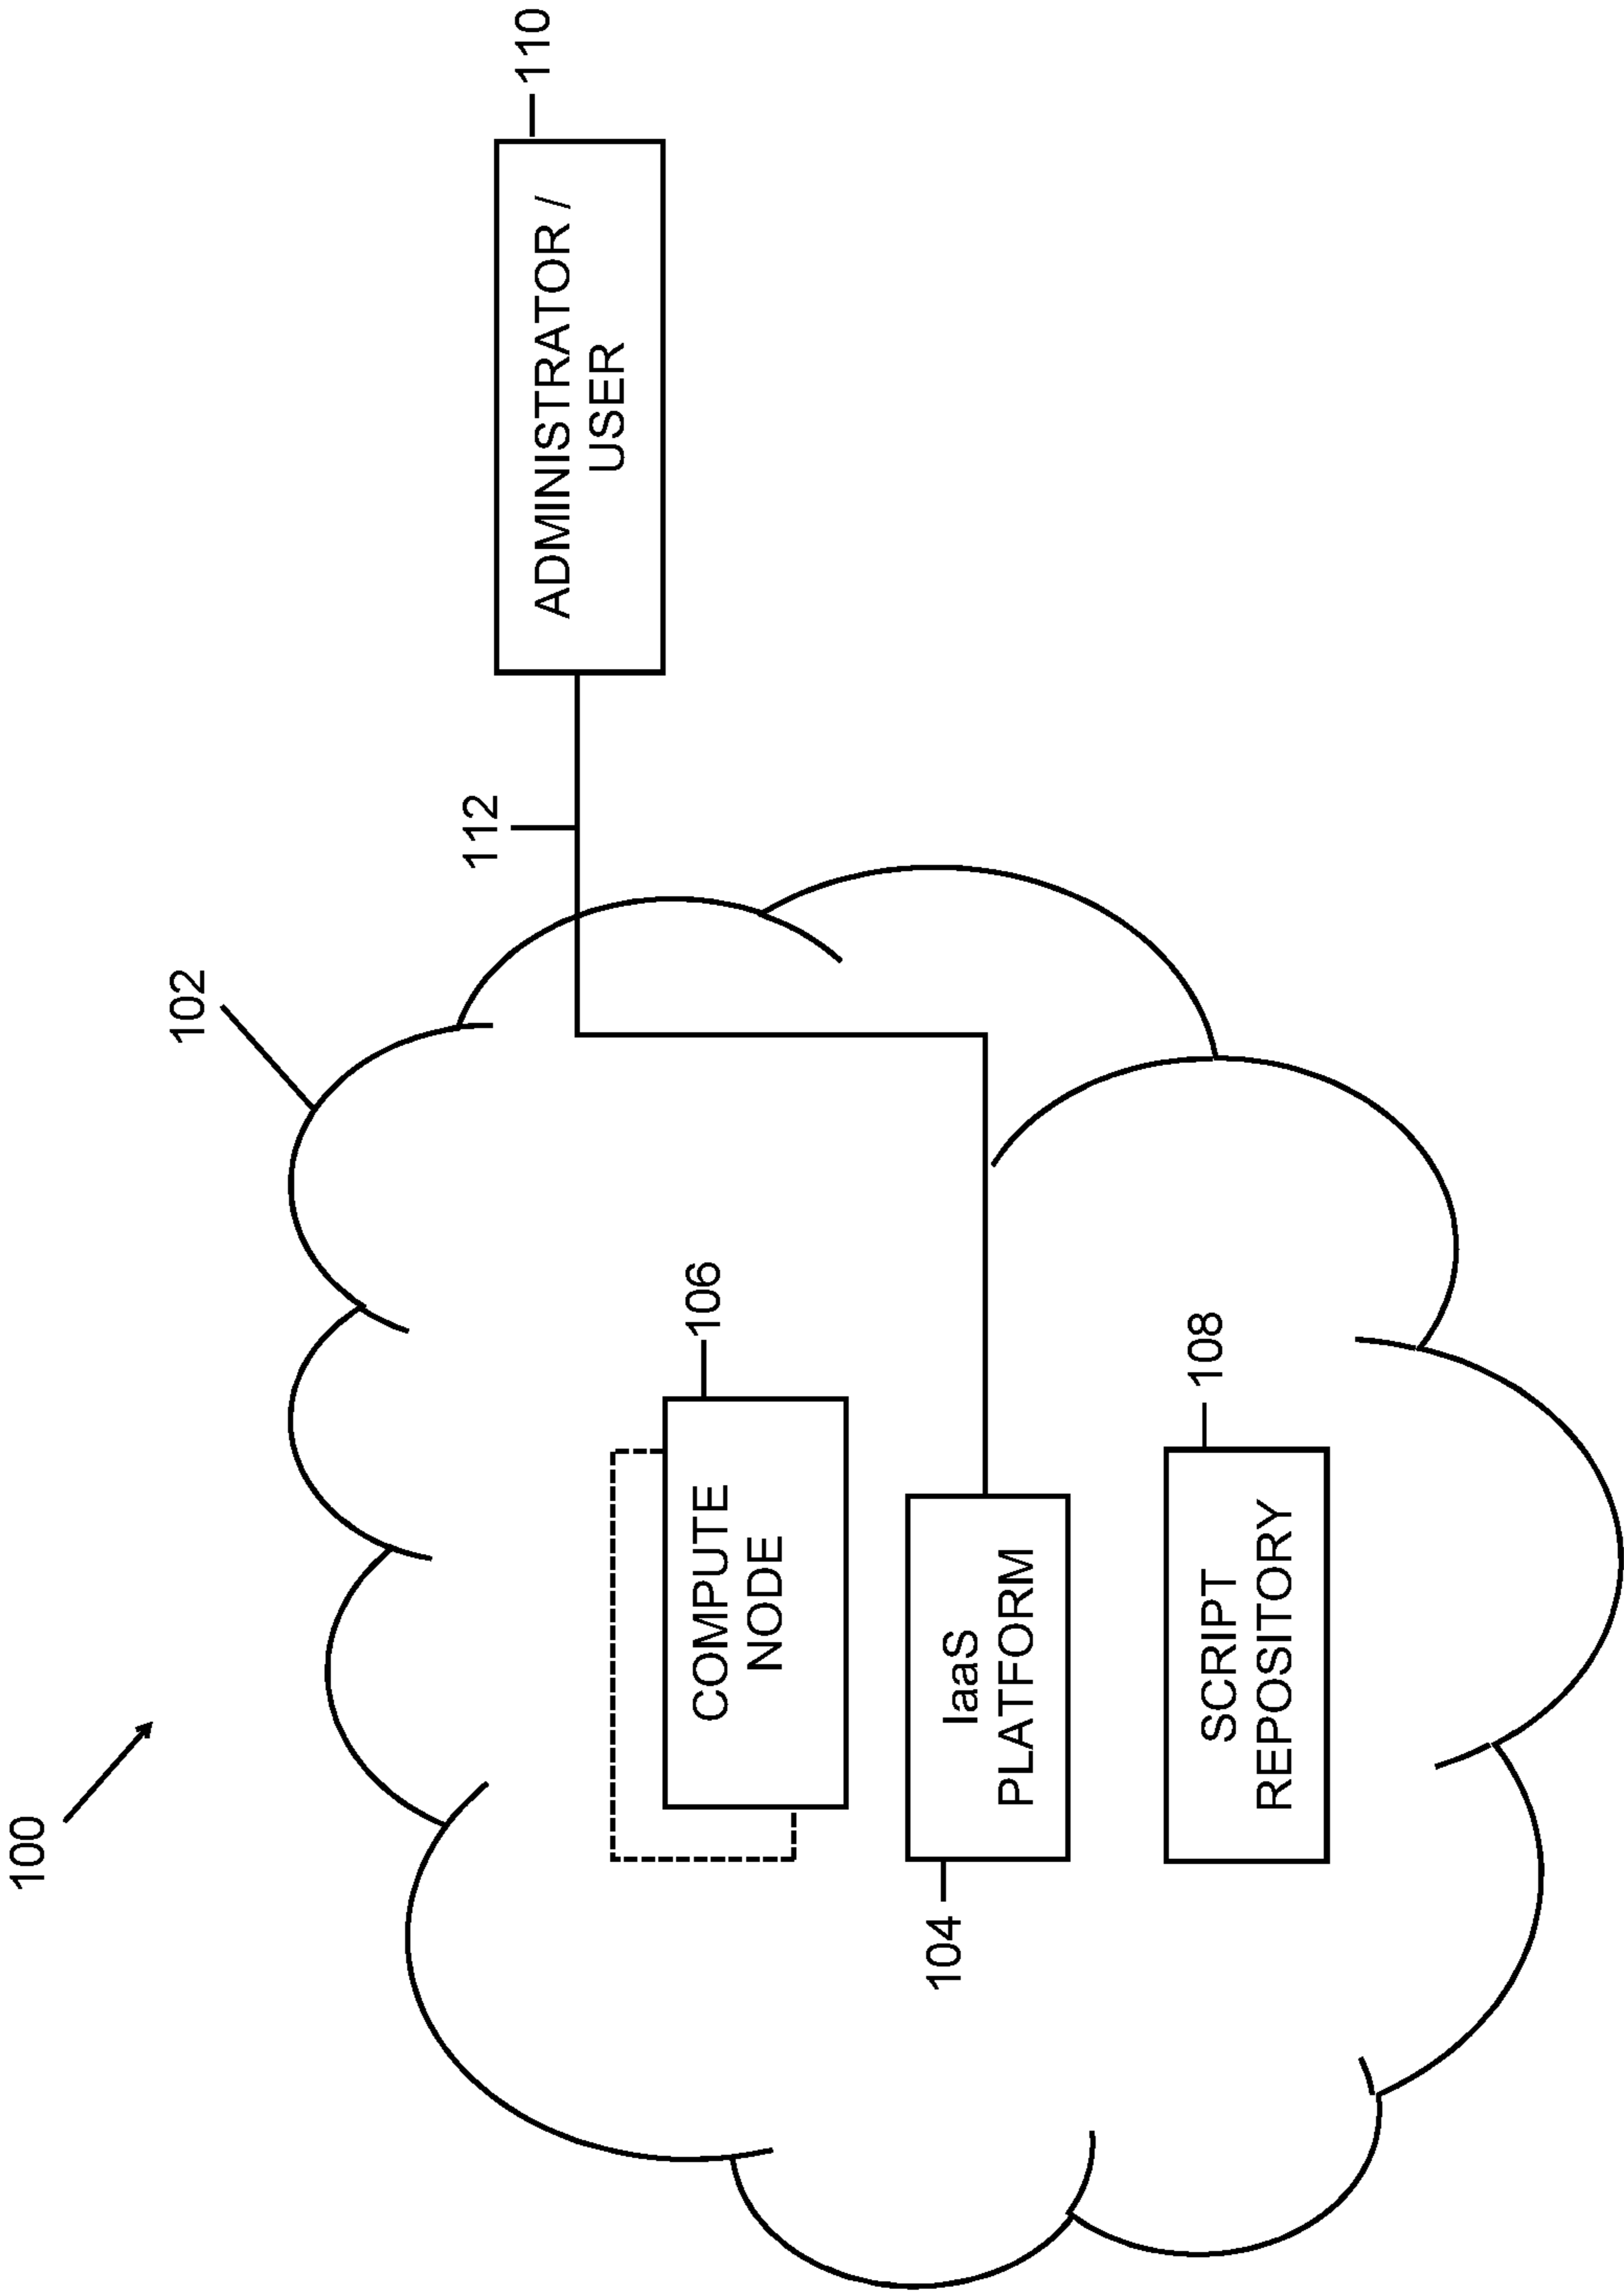 100
102
112
110
ADMINISTRATOR /
USER
106
COMPUTE
NODE
104
IaaS
PLATFORM
108
SCRIPT
REPOSITORY